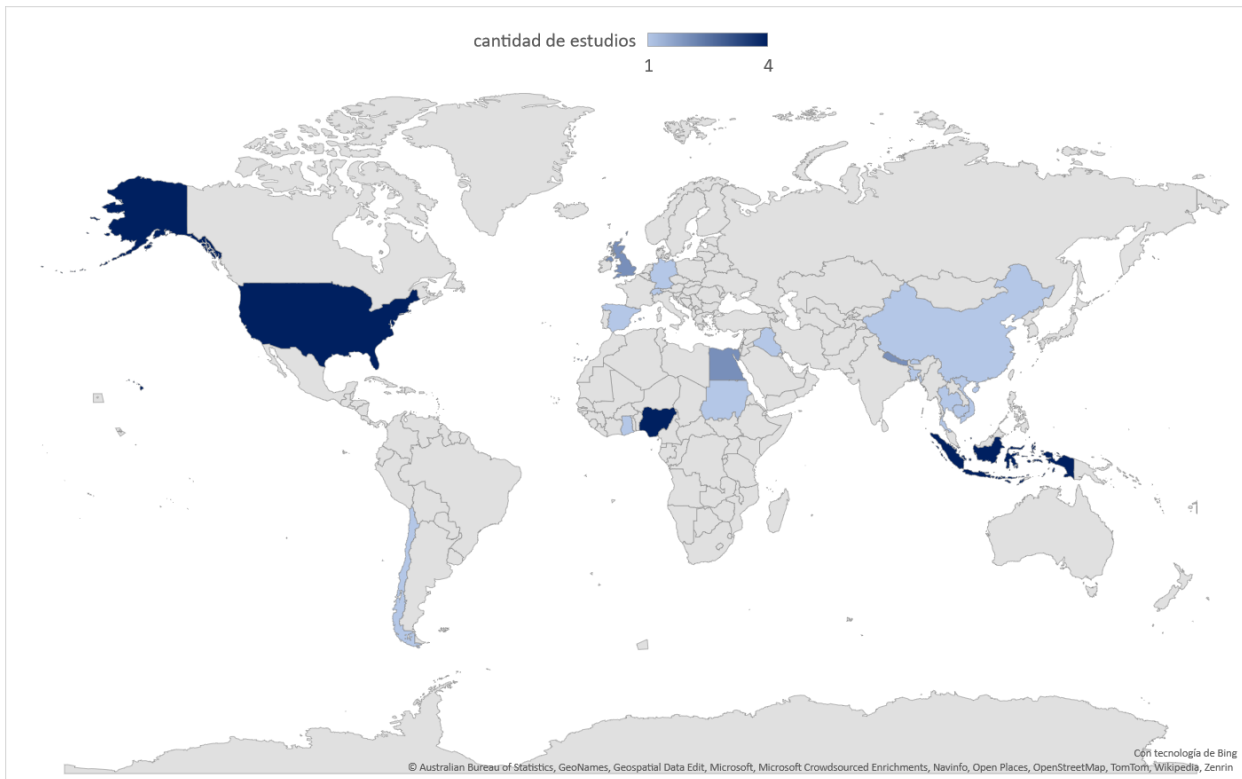 cantidad de estudios
1 4
Con tecnología de Bing
© Australian Bureau of Statistics, GeoNames, Geospatial Data Edit, Microsoft, Microsoft Crowdsourced Enrichments, Navinfo, Open Places, OpenStreetMap, TomTom, Wikipedia, Zenrin